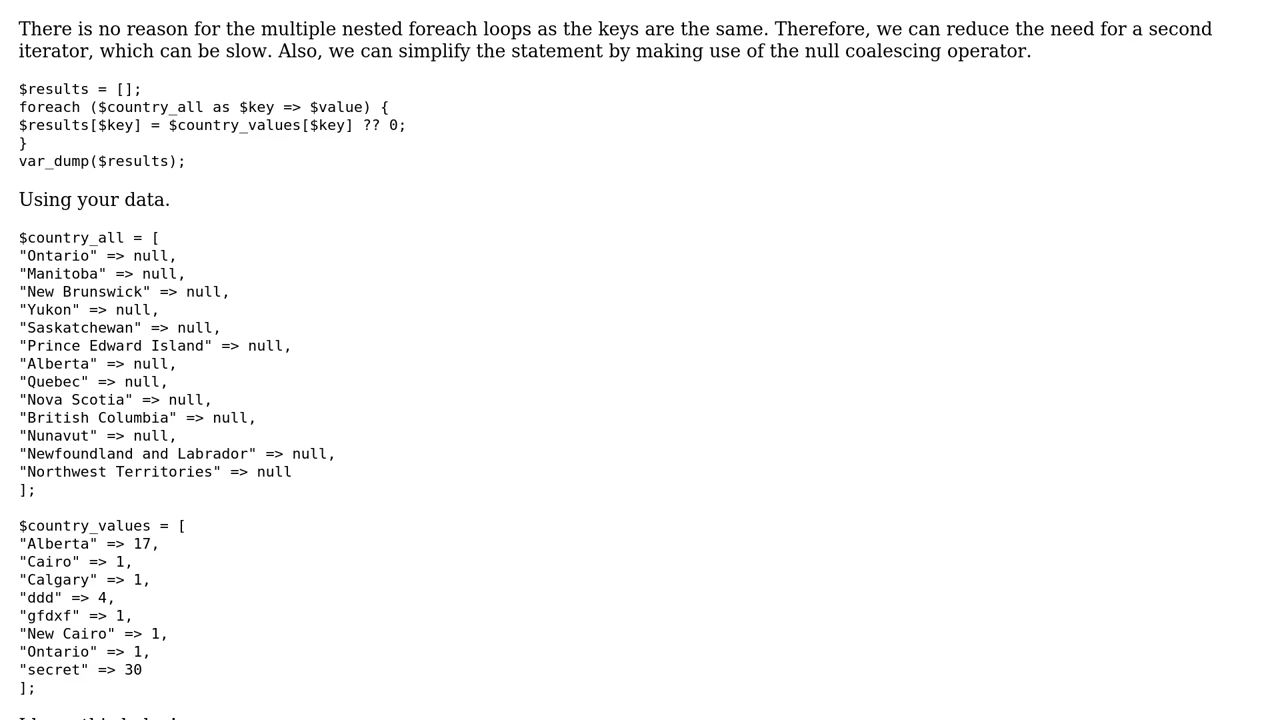 There is no reason for the multiple nested foreach loops as the keys are the same. Therefore, we can reduce the need for a second
iterator, which can be slow. Also, we can simplify the statement by making use of the null coalescing operator.
$results = [];
foreach ($country_all as $key => $value) {
$results[$key] = $country_values[$key] ?? 0;
}
var_dump($results);
Using your data.
$country_all = [
"Ontario" => null,
"Manitoba" => null,
"New Brunswick" => null,
"Yukon" => null,
"Saskatchewan" => null,
"Prince Edward Island" => null,
"Alberta" => null,
"Quebec" => null,
"Nova Scotia" => null,
"British Columbia" => null,
"Nunavut" => null,
"Newfoundland and Labrador" => null,
"Northwest Territories" => null
];
$country_values = [
"Alberta" => 17,
"Cairo" => 1,
"Calgary" => 1,
"ddd" => 4,
"gfdxf" => 1,
"New Cairo" => 1,
"Ontario" => 1,
"secret" => 30
];